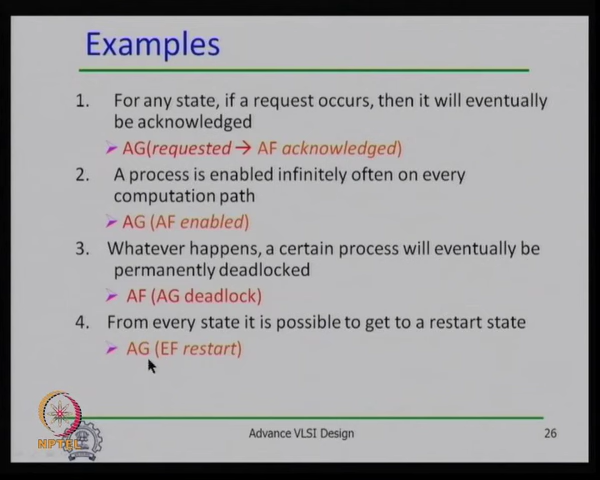 Examples
1. For any state, if a request occurs, then it will eventually
be acknowledged
➢ AG(requested → AF acknowledged)
2. A process is enabled infinitely often on every
computation path
➢ AG (AF enabled)
3. Whatever happens, a certain process will eventually be
permanently deadlocked
➢ AF (AG deadlock)
4. From every state it is possible to get to a restart state
➢ AG (EF restart)
NPTEL
Advance VLSI Design
26